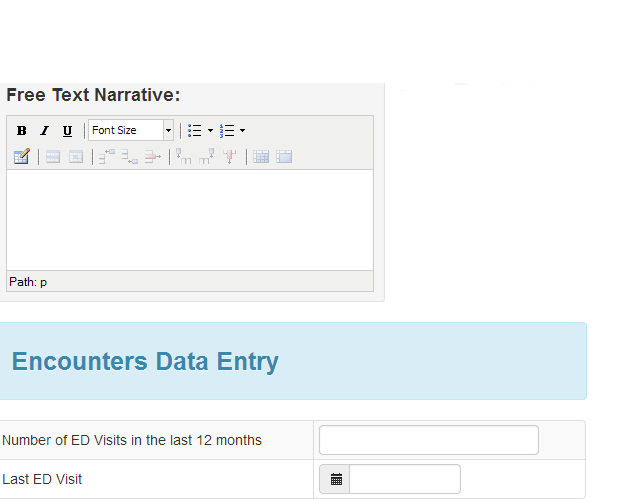 Free Text Narrative:
B I U Font Size
Path: p
Encounters Data Entry
Number of ED Visits in the last 12 months
Last ED Visit